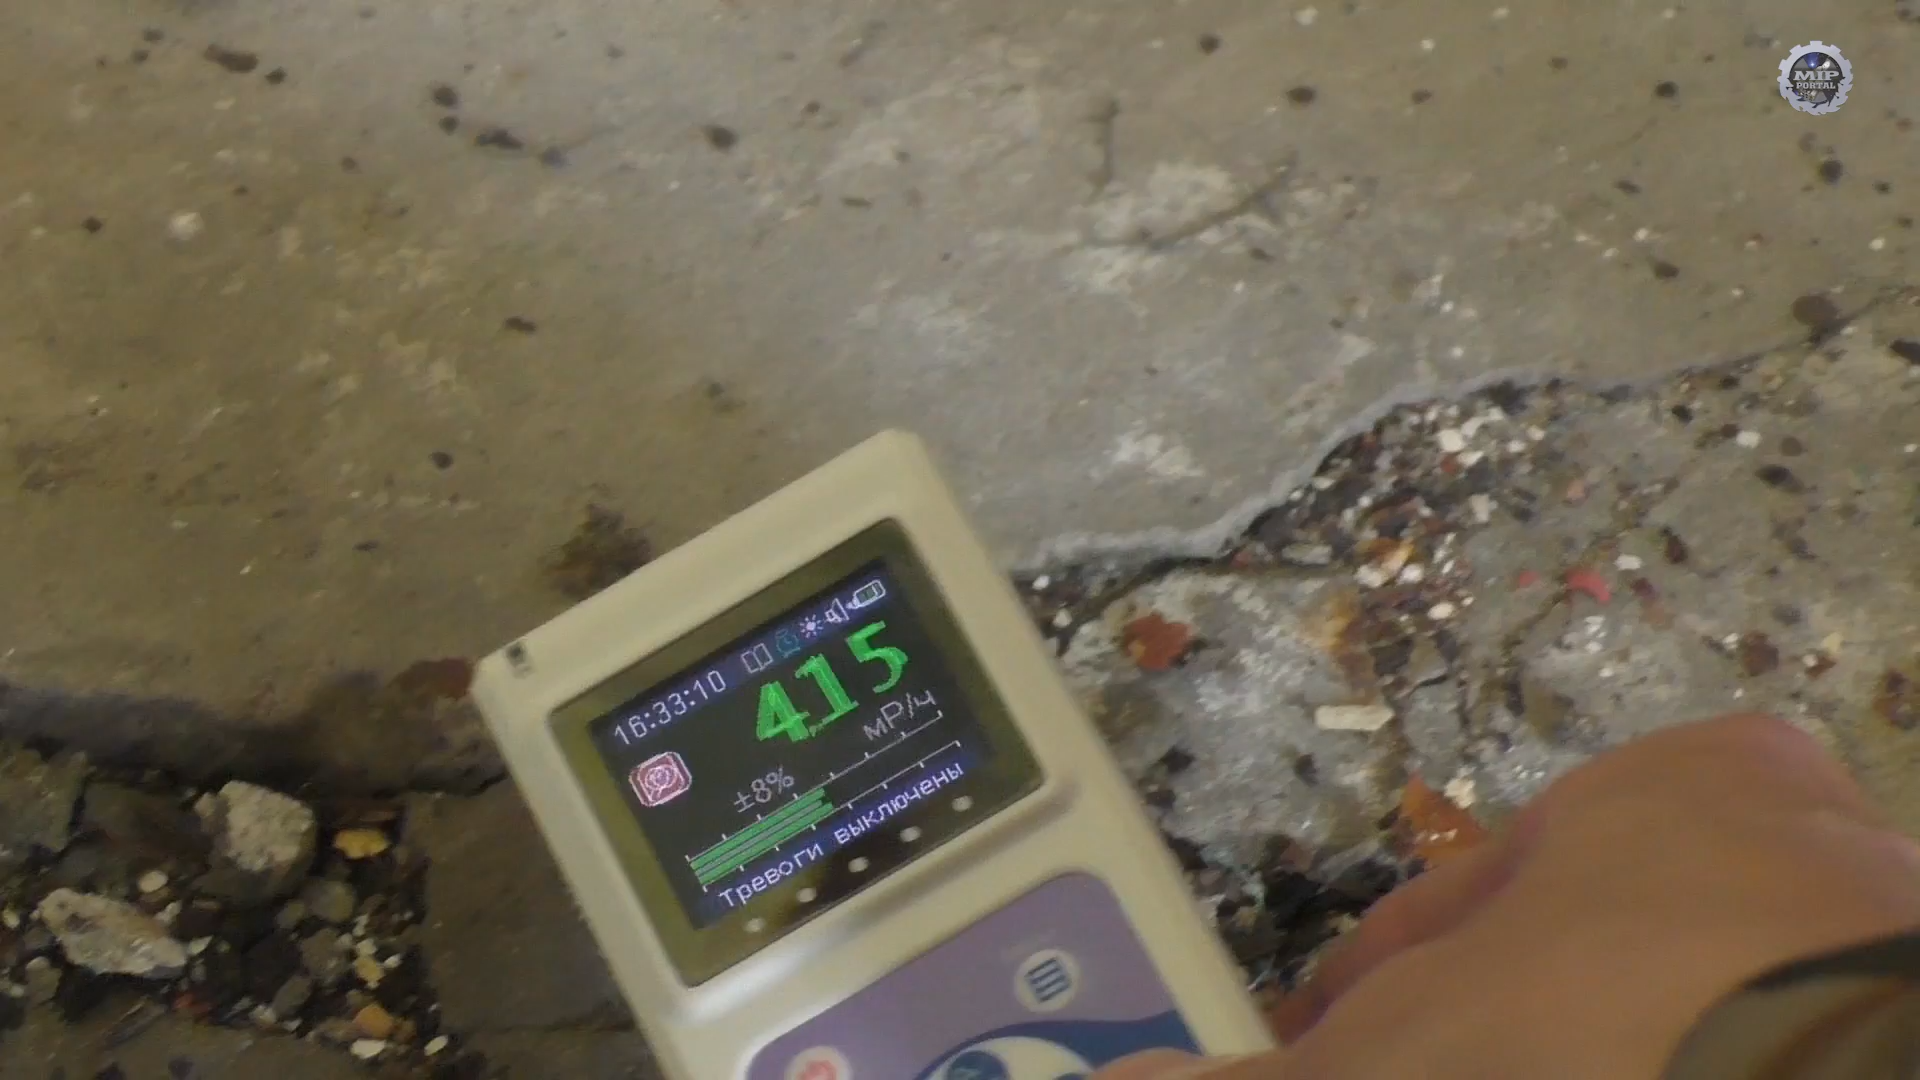 MIP
PORTAL
16:33:10
415
мР/ч
±8%
Тревоги выключены